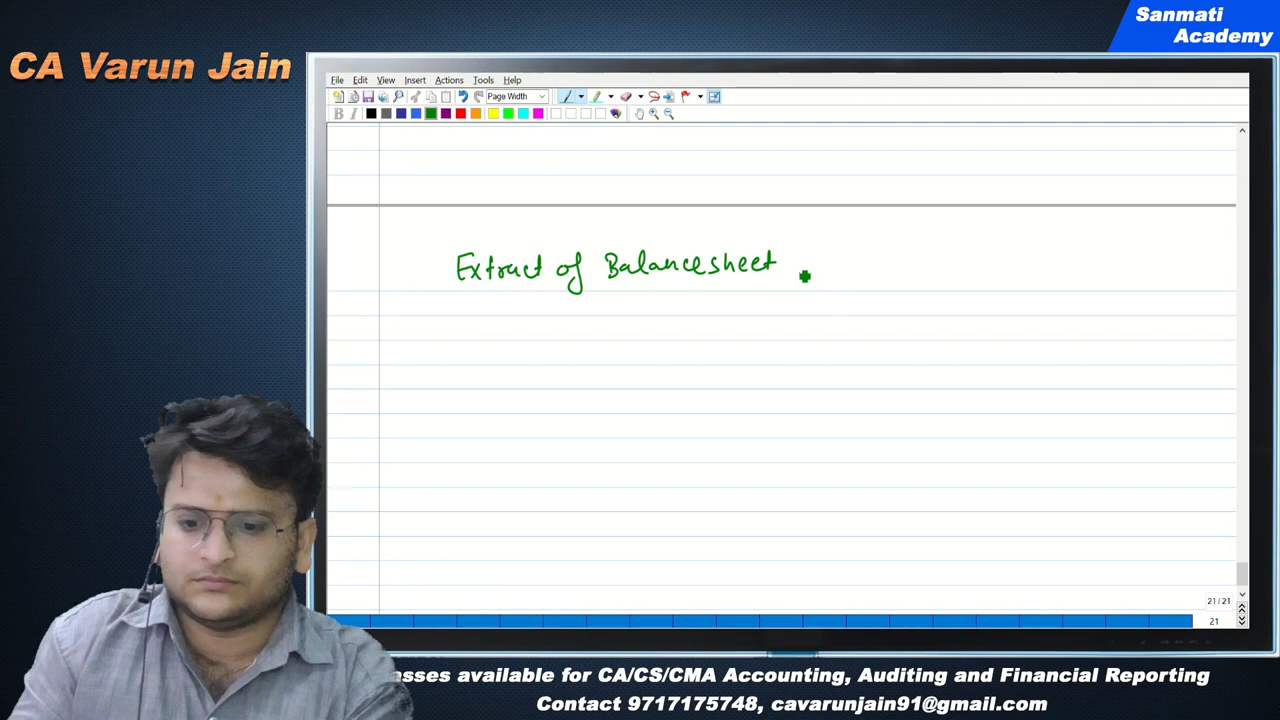 Sanmati
Academy
CA Varun Jain
File Edit View Insert Actions Tools Help
Page Width
B I
Extract of Balancesheet
21/21
21
asses available for CA/CS/CMA Accounting, Auditing and Financial Reporting
Contact 9717175748, cavarunjain91@gmail.com